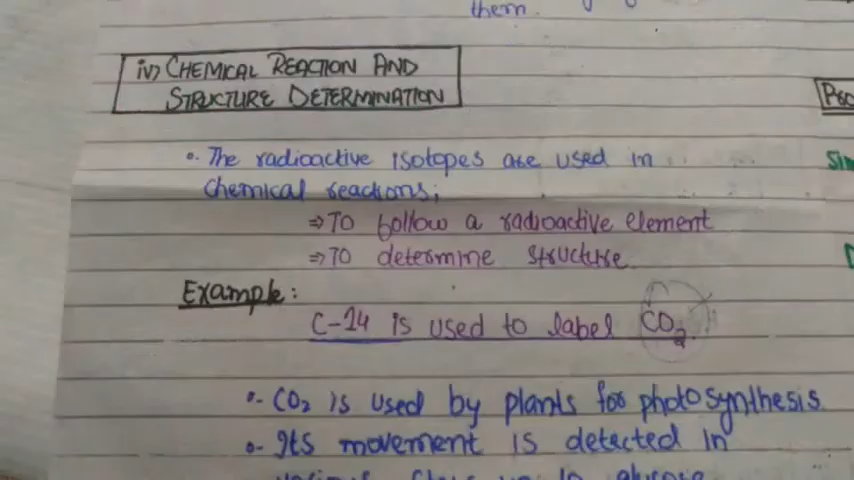 them.
iv) CHEMICAL REACTION AND
STRUCTURE DETERMINATION
The radioactive isotopes are used in
chemical reactions;
⇒ TO follow a radioactive element
⇒ TO determine structure.
Example:
C-14 is used to label CO₂.
CO₂ is used by plants for photosynthesis.
Its movement is detected in